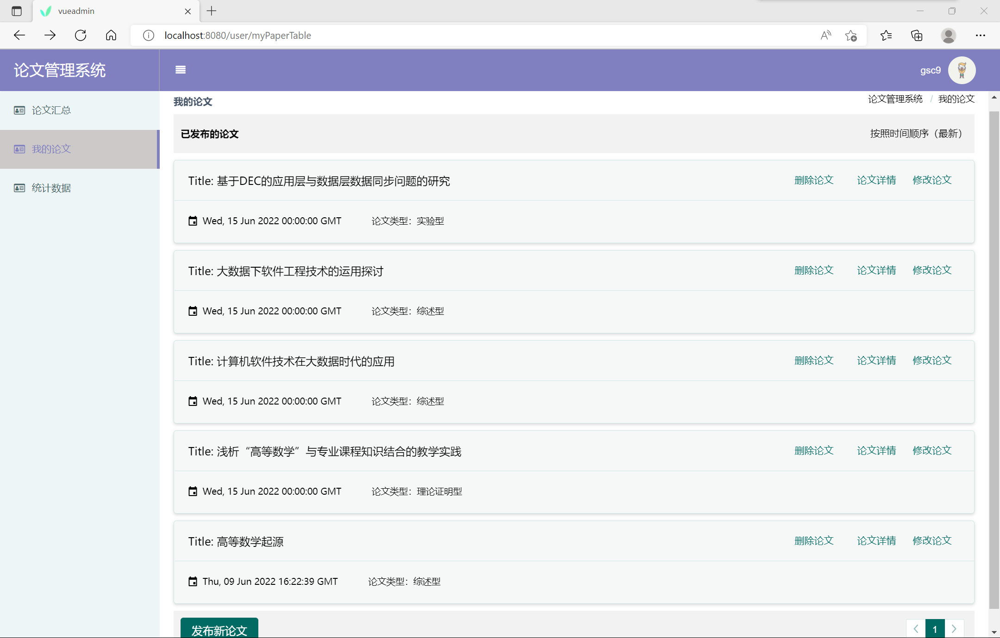 vueadmin
localhost:8080/user/myPaperTable
论文管理系统
gsc9
论文汇总
我的论文
统计数据
我的论文
论文管理系统 / 我的论文
已发布的论文
按照时间顺序（最新）
Title: 基于DEC的应用层与数据层数据同步问题的研究
删除论文 论文详情 修改论文
Wed, 15 Jun 2022 00:00:00 GMT 论文类型：实验型
Title: 大数据下软件工程技术的运用探讨
删除论文 论文详情 修改论文
Wed, 15 Jun 2022 00:00:00 GMT 论文类型：综述型
Title: 计算机软件技术在大数据时代的应用
删除论文 论文详情 修改论文
Wed, 15 Jun 2022 00:00:00 GMT 论文类型：综述型
Title: 浅析“高等数学”与专业课程知识结合的教学实践
删除论文 论文详情 修改论文
Wed, 15 Jun 2022 00:00:00 GMT 论文类型：理论证明型
Title: 高等数学起源
删除论文 论文详情 修改论文
Thu, 09 Jun 2022 16:22:39 GMT 论文类型：综述型
发布新论文
1